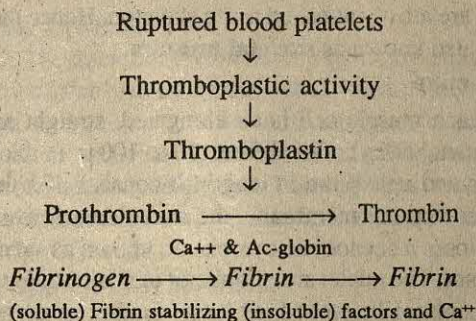 Ruptured blood platelets
↓
Thromboplastic activity
↓
Thromboplastin
↓
Prothrombin ⟶ Thrombin
Ca++ & Ac-globin
Fibrinogen ⟶ Fibrin ⟶ Fibrin
(soluble) Fibrin stabilizing (insoluble) factors and Ca++